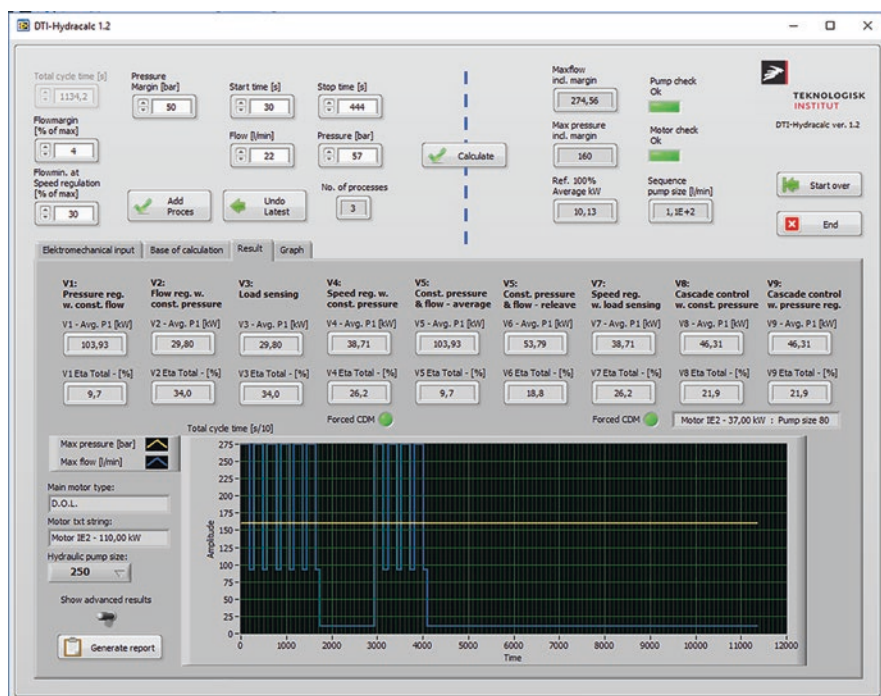 DTI-Hydracalc 1.2
Total cycle time [s]
1134,2
Pressure
Margin [bar]
50
Start time [s]
30
Stop time [s]
444
Maxflow
incl. margin
274,56
Pump check
Ok
TEKNOLOGISK
INSTITUT
DTI-Hydracalc ver. 1.2
Flowmargin
[% of max]
4
Flow [l/min]
22
Pressure [bar]
57
Calculate
Max pressure
incl. margin
160
Motor check
Ok
Flowmin. at
Speed regulation
[% of max]
30
Add
Proces
Undo
Latest
No. of processes
3
Ref. 100%
Average kW
10,13
Sequence
pump size [l/min]
1,1E+2
Start over
End
Elektromechanical input
Base of calculation
Result
Graph
V1:
Pressure reg.
w. const. flow
V2:
Flow reg. w.
const. pressure
V3:
Load sensing
V4:
Speed reg. w.
const. pressure
V5:
Const. pressure
& flow - average
V5:
Const. pressure
& flow - releave
V7:
Speed reg.
w. load sensing
V8:
Cascade control
w. const. pressure
V9:
Cascade control
w. pressure reg.
V1 - Avg. P1 [kW]
V2 - Avg. P1 [kW]
V3 - Avg. P1 [kW]
V4 - Avg. P1 [kW]
V5 - Avg. P1 [kW]
V6 - Avg. P1 [kW]
V7 - Avg. P1 [kW]
V8 - Avg. P1 [kW]
V9 - Avg. P1 [kW]
103,93
29,80
29,80
38,71
103,93
53,79
38,71
46,31
46,31
V1 Eta Total - [%]
V2 Eta Total - [%]
V3 Eta Total - [%]
V4 Eta Total - [%]
V5 Eta Total - [%]
V6 Eta Total - [%]
V7 Eta Total - [%]
V8 Eta Total - [%]
V9 Eta Total - [%]
9,7
34,0
34,0
26,2
9,7
18,8
26,2
21,9
21,9
Forced CDM
Forced CDM
Motor IE2 - 37,00 kW : Pump size 80
Total cycle time [s/10]
Max pressure [bar]
Max flow [l/min]
Main motor type:
D.O.L.
Motor txt string:
Motor IE2 - 110,00 kW
Hydraulic pump size:
250
Show advanced results
Generate report
Amplitude
275
250
225
200
175
150
125
100
75
50
25
0
0
1000
2000
3000
4000
5000
6000
7000
8000
9000
10000
11000
12000
Time